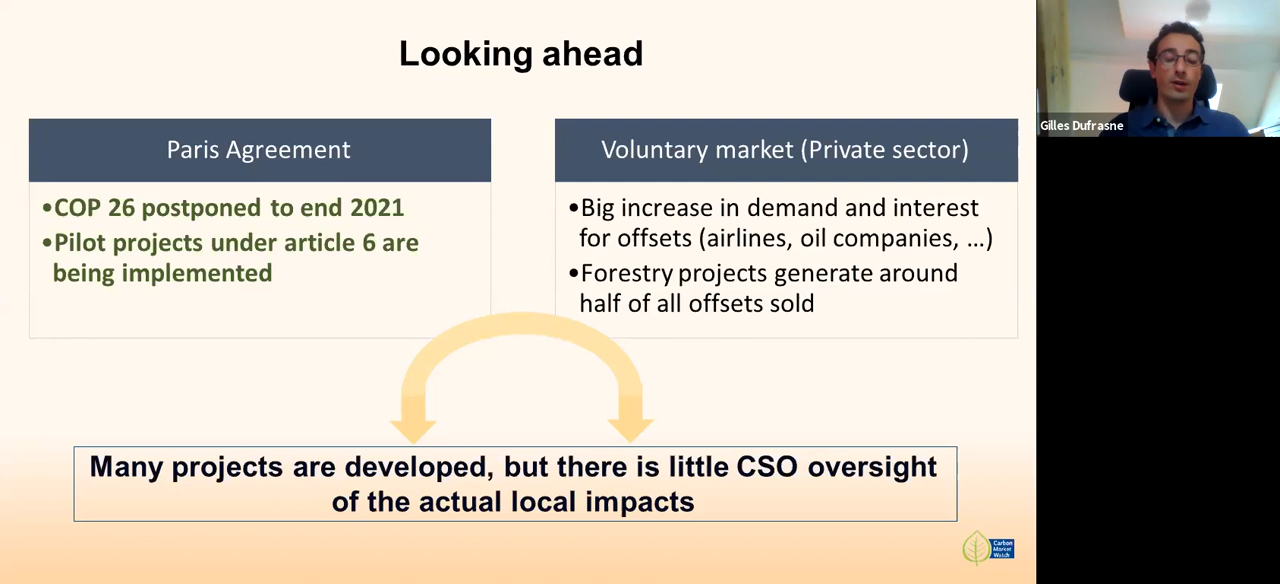 Looking ahead
Paris Agreement
•COP 26 postponed to end 2021
•Pilot projects under article 6 are
being implemented
Voluntary market (Private sector)
•Big increase in demand and interest
for offsets (airlines, oil companies, …)
•Forestry projects generate around
half of all offsets sold
Many projects are developed, but there is little CSO oversight
of the actual local impacts
Carbon
Market
Watch
Gilles Dufrasne